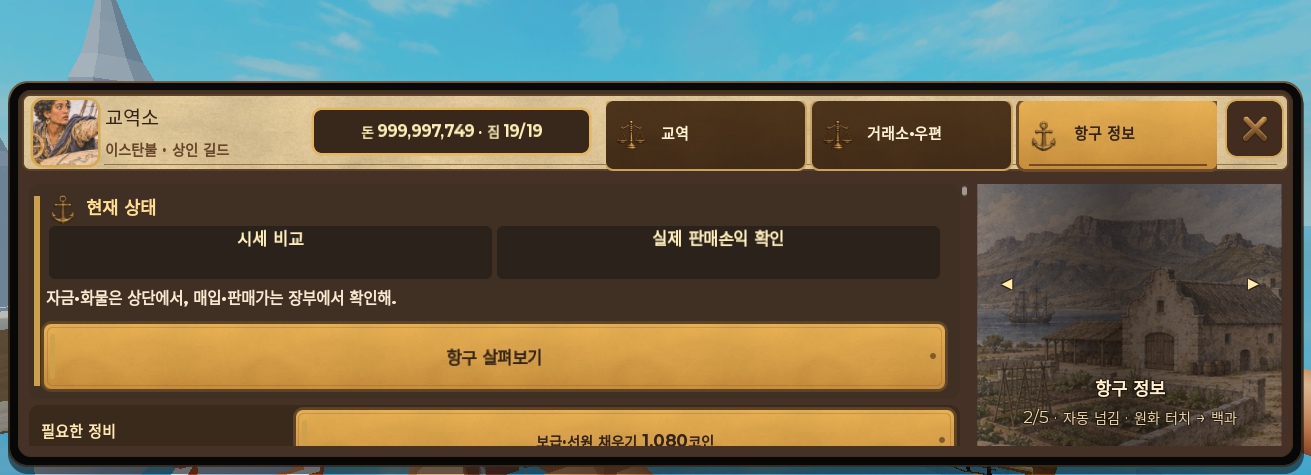 교역소
이스탄불 · 상인 길드
돈 999,997,749 · 짐 19/19
교역
거래소•우편
항구 정보
현재 상태
시세 비교
실제 판매손익 확인
자금•화물은 상단에서, 매입•판매가는 장부에서 확인해.
항구 살펴보기
필요한 정비
보급•선원 채우기 1,080코인
항구 정보
2/5 · 자동 넘김 · 원화 터치 → 백과